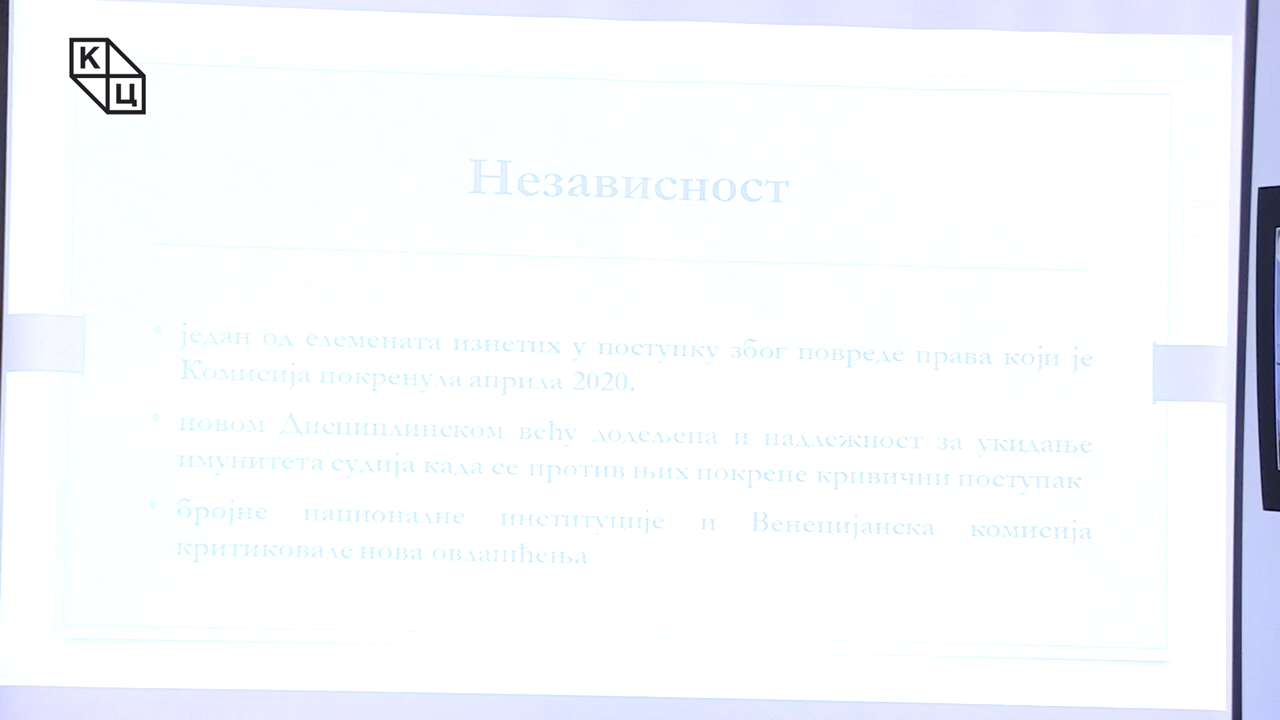 К
Ц
Независност
• један од елемената изнетих у поступку због повреде права који је
Комисија покренула априла 2020.
• новом Дисциплинском већу додељена и надлежност за укидање
имунитета судија када се против њих покрене кривични поступак
• бројне националне институције и Венецијанска комисија
критиковале нова овлашћења